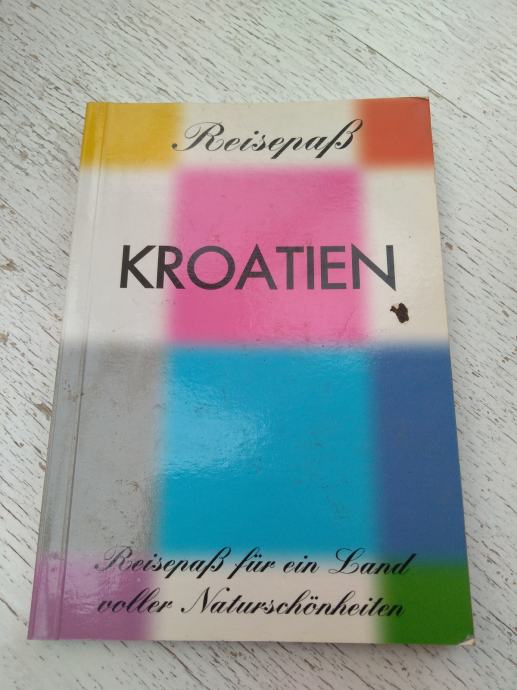 Reisepaß
KROATIEN
Reisepaß für ein Land
voller Naturschönheiten